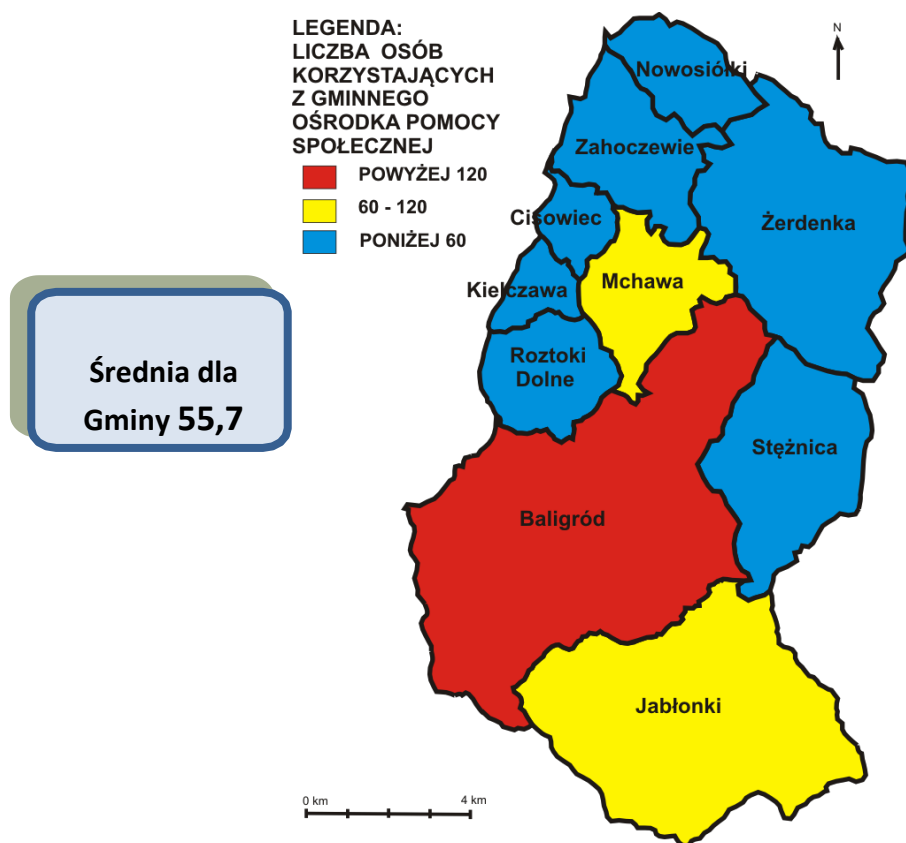 LEGENDA:
LICZBA OSÓB
KORZYSTAJĄCYCH
Z GMINNEGO
OŚRODKA POMOCY
SPOŁECZNEJ
POWYŻEJ 120
60 - 120
PONIŻEJ 60
N
Nowosiółki
Zahoczewie
Cisowiec
Żerdenka
Kiełczawa
Mchawa
Roztoki
Dolne
Średnia dla
Gminy 55,7
Stężnica
Baligród
Jabłonki
0 km
4 km